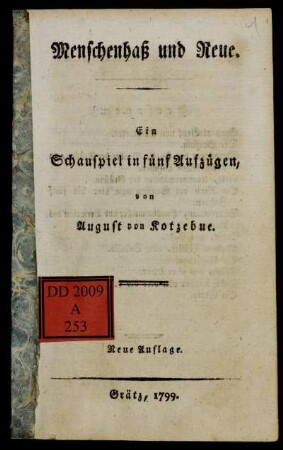 1
Menschenhaß und Reue.
Ein
Schauspiel in fünf Aufzügen,
von
August von Kotzebue.
DD 2009
A
253
Neue Auflage.
Grätz, 1799.